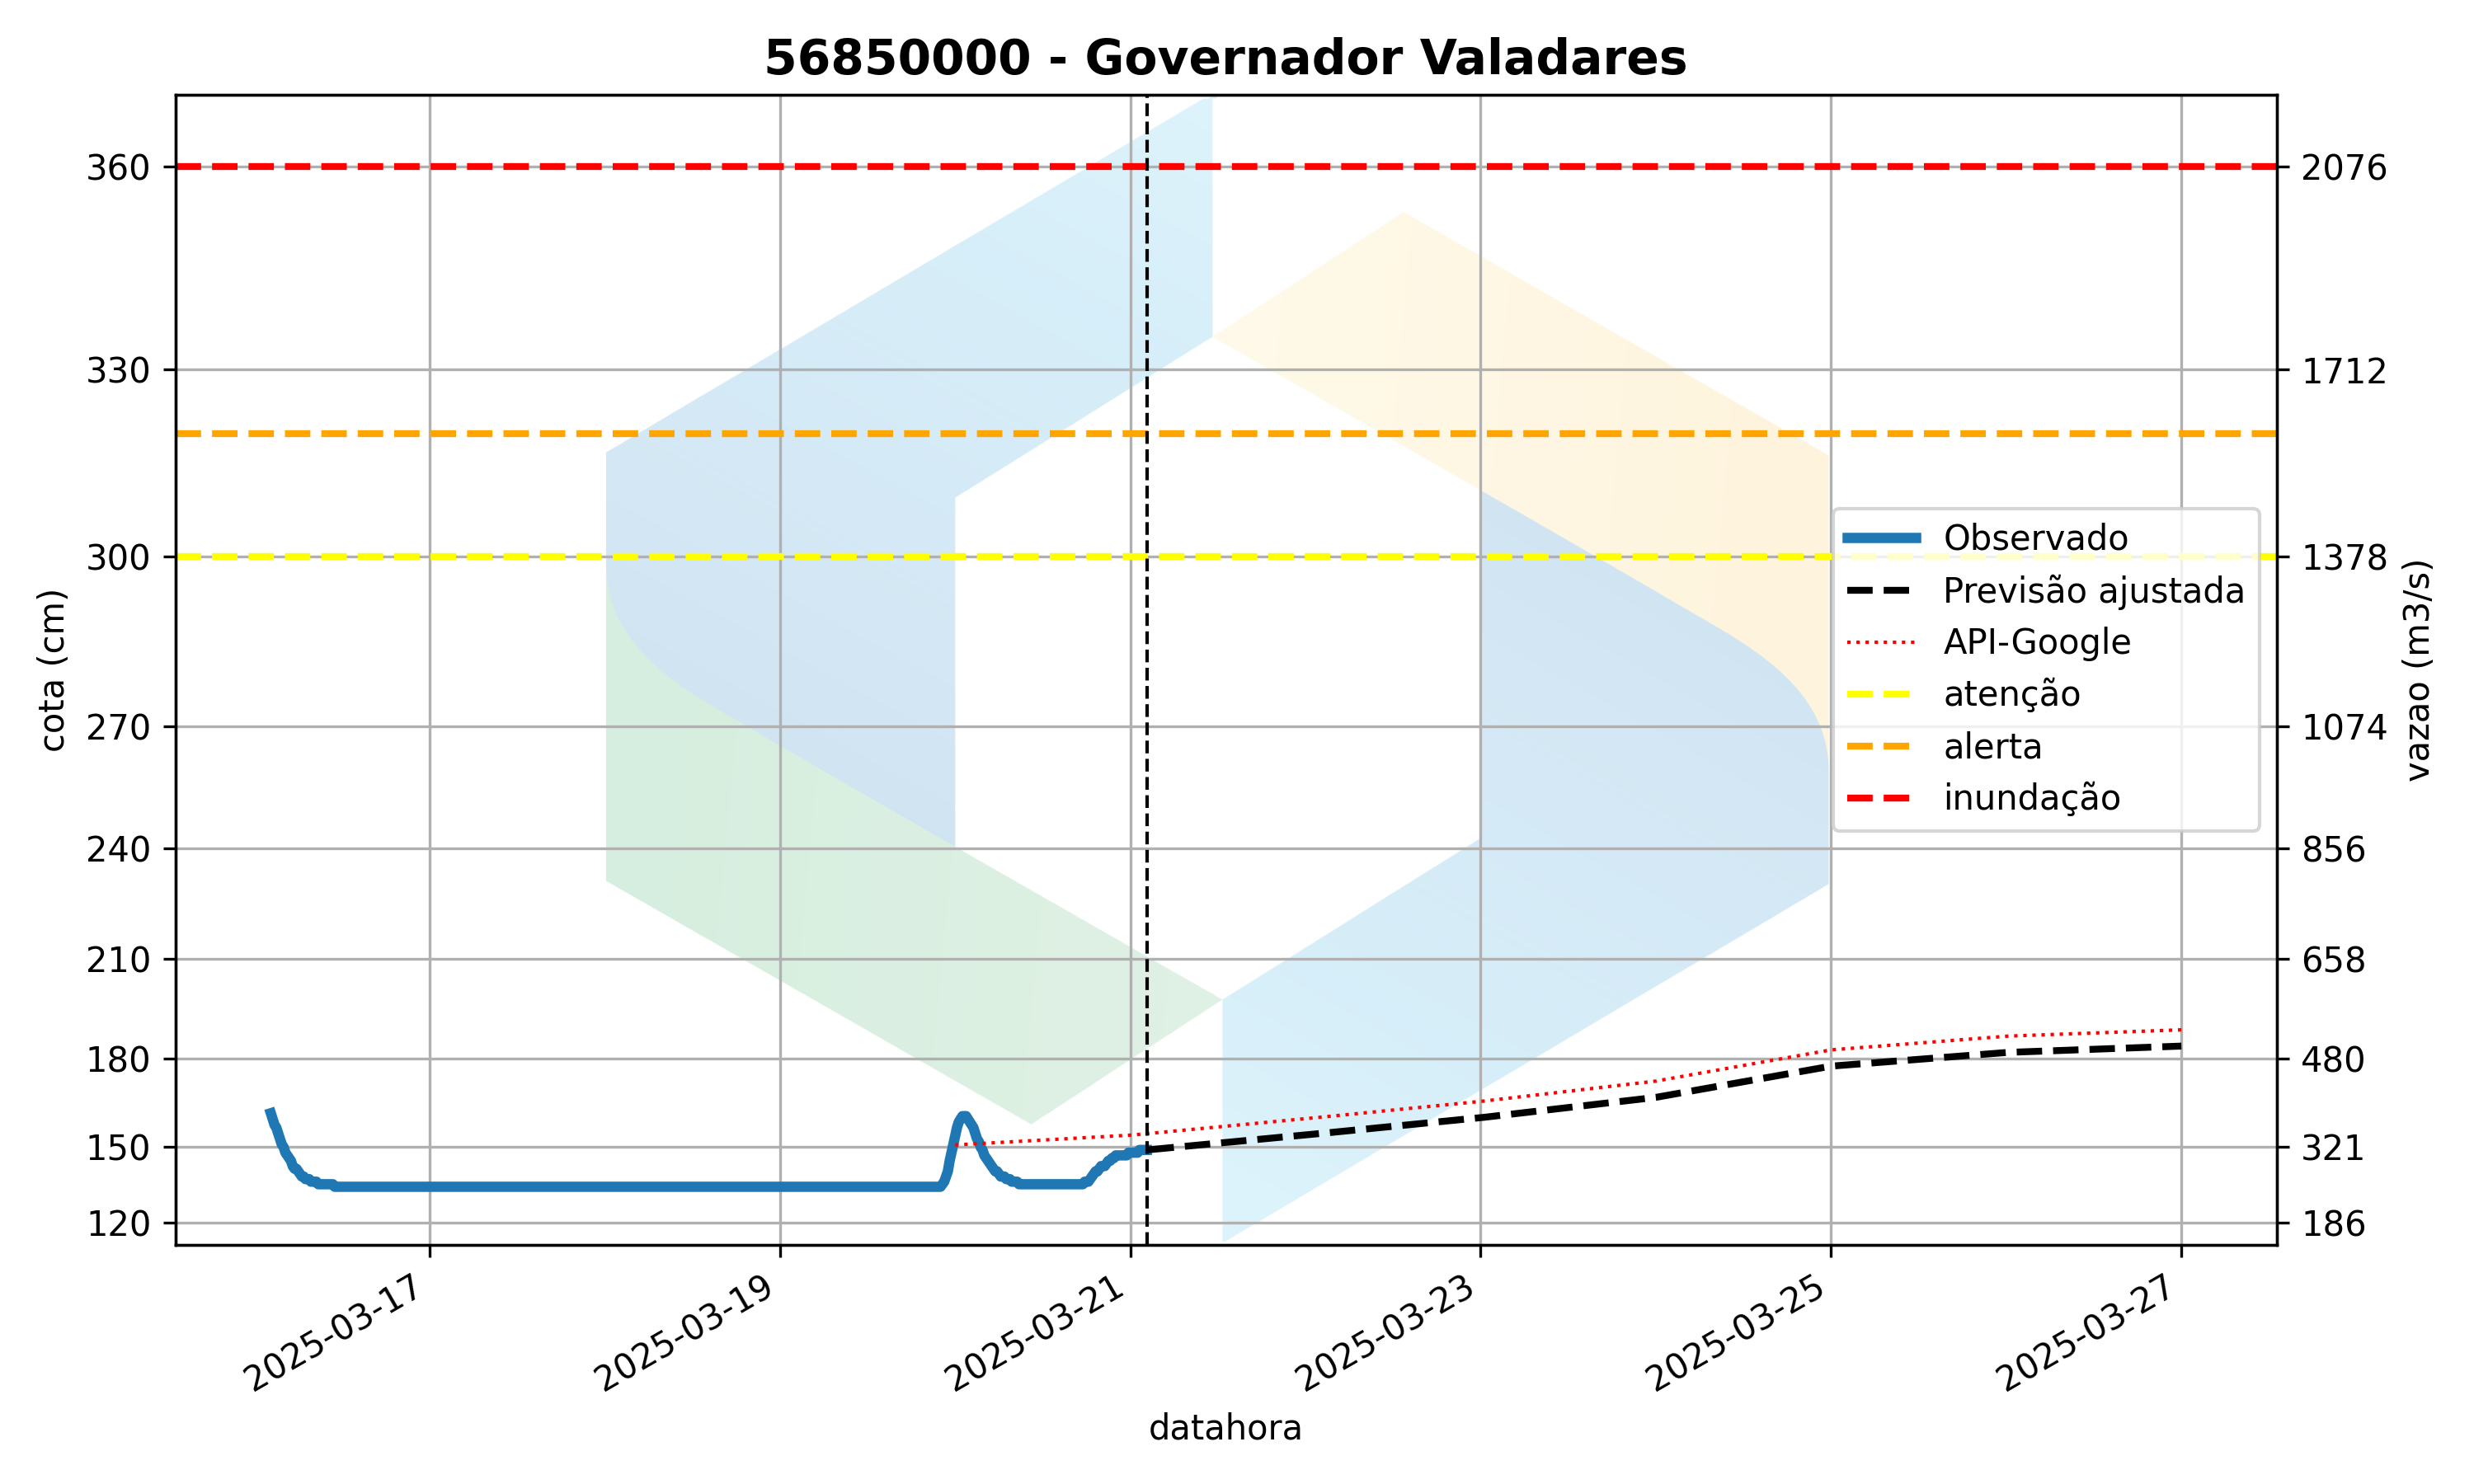 56850000 - Governador Valadares
cota (cm)
360
330
300
270
240
210
180
150
120
2076
1712
1378
1074
856
658
480
321
186
vazao (m3/s)
Observado
Previsão ajustada
API-Google
atenção
alerta
inundação
2025-03-17
2025-03-19
2025-03-21
2025-03-23
2025-03-25
2025-03-27
datahora